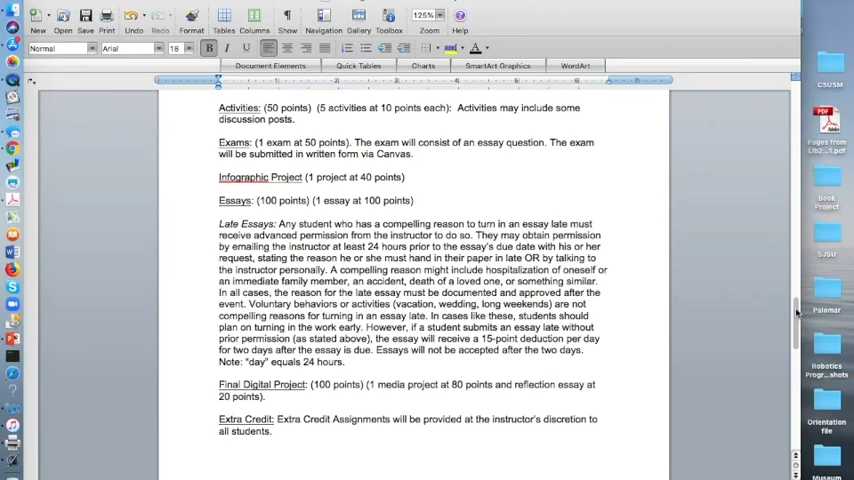 New Open Save Print Undo Redo Format Tables Columns Show Navigation Gallery Toolbox Zoom Help
125%
Normal Arial 18 B I U
Document Elements Quick Tables Charts SmartArt Graphics WordArt
Activities: (50 points) (5 activities at 10 points each): Activities may include some
discussion posts.
Exams: (1 exam at 50 points). The exam will consist of an essay question. The exam
will be submitted in written form via Canvas.
Infographic Project (1 project at 40 points)
Essays: (100 points) (1 essay at 100 points)
Late Essays: Any student who has a compelling reason to turn in an essay late must
receive advanced permission from the instructor to do so. They may obtain permission
by emailing the instructor at least 24 hours prior to the essay's due date with his or her
request, stating the reason he or she must hand in their paper in late OR by talking to
the instructor personally. A compelling reason might include hospitalization of oneself or
an immediate family member, an accident, death of a loved one, or something similar.
In all cases, the reason for the late essay must be documented and approved after the
event. Voluntary behaviors or activities (vacation, wedding, long weekends) are not
compelling reasons for turning in an essay late. In cases like these, students should
plan on turning in the work early. However, if a student submits an essay late without
prior permission (as stated above), the essay will receive a 15-point deduction per day
for two days after the essay is due. Essays will not be accepted after the two days.
Note: "day" equals 24 hours.
Final Digital Project: (100 points) (1 media project at 80 points and reflection essay at
20 points).
Extra Credit: Extra Credit Assignments will be provided at the instructor's discretion to
all students.
CSUSM
PDF
Pages from
Lib2...1.pdf
Book
Project
SJSU
Palomar
Robotics
Progr...shots
Orientation
file
Museum